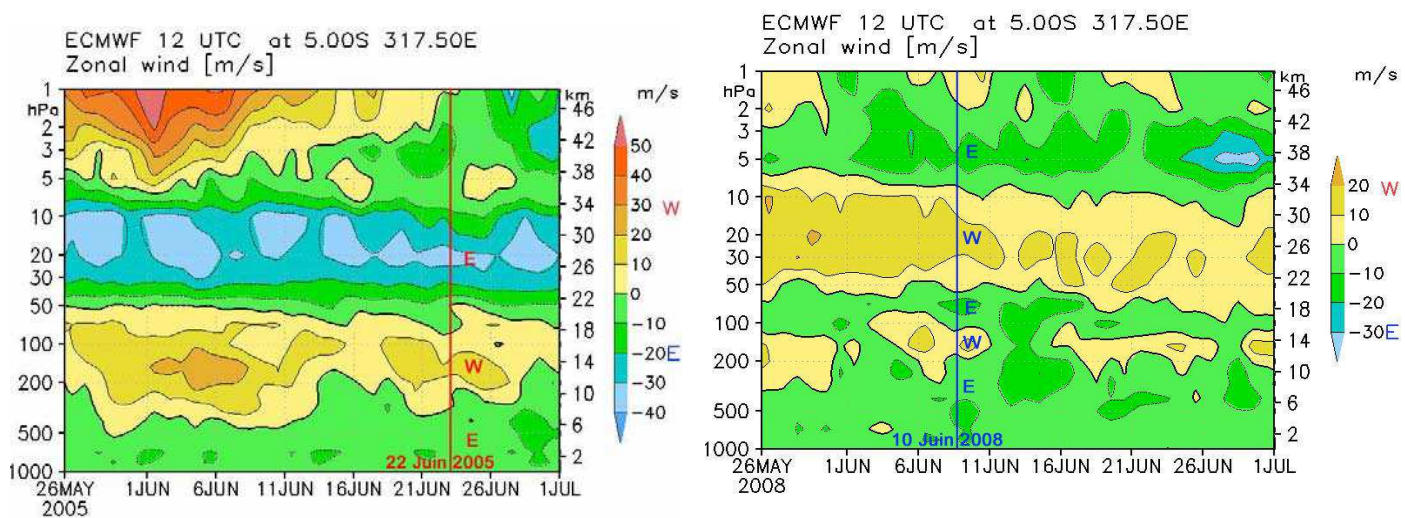 ECMWF 12 UTC at 5.00S 317.50E
Zonal wind [m/s]
1
hPa
2
3
5
10
20
30
50
100
200
500
1000
km
46
42
38
34
30
26
22
18
14
10
6
2
m/s
50
40
30
W
20
10
0
-10
-20 E
-30
-40
E
W
E
22 Juin 2005
26MAY 1JUN 6JUN 11JUN 16JUN 21JUN 26JUN 1JUL
2005
ECMWF 12 UTC at 5.00S 317.50E
Zonal wind [m/s]
1
hPa
2
3
5
10
20
30
50
100
200
500
1000
km
46
42
38
34
30
26
22
18
14
10
6
2
m/s
20 W
10
0
-10
-20
-30 E
E
W
E
W
E
10 Juin 2008
26MAY 1JUN 6JUN 11JUN 16JUN 21JUN 26JUN 1JUL
2008